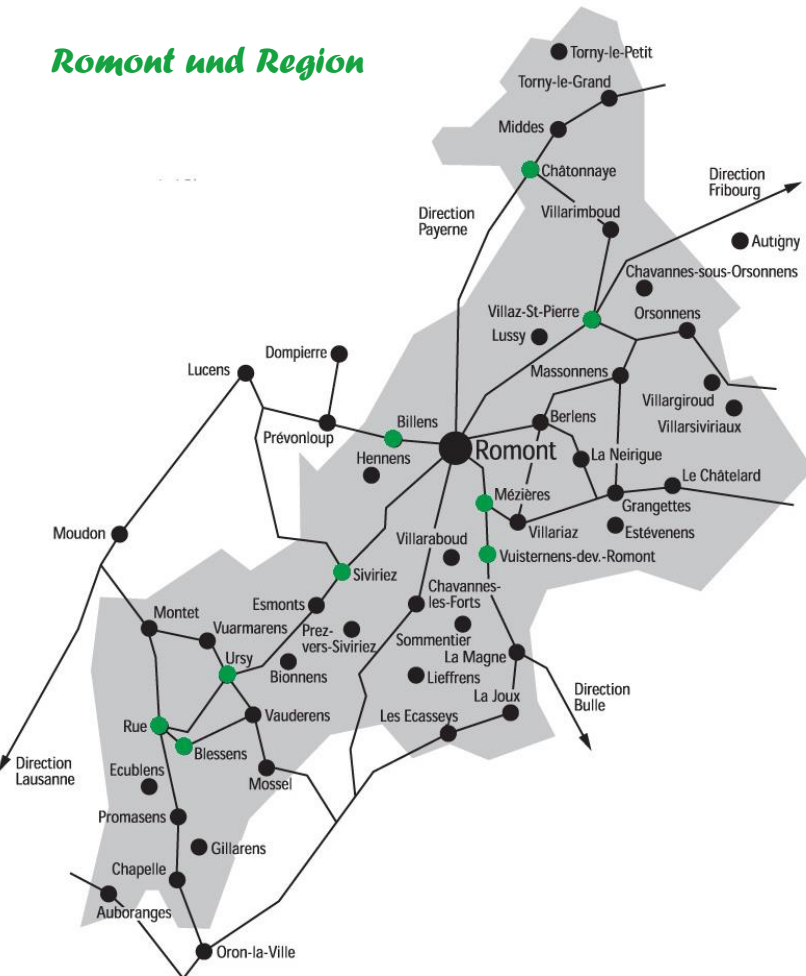 Romont und Region
Torny-le-Petit
Torny-le-Grand
Middes
Châtonnaye
Direction
Fribourg
Direction
Payerne
Villarimboud
Autigny
Chavannes-sous-Orsonnens
Villaz-St-Pierre
Orsonnens
Lussy
Dompierre
Lucens
Massonnens
Villargiroud
Villarsiviriaux
Billens
Berlens
Prévonloup
Romont
La Neirigue
Hennens
Le Châtelard
Mézières
Grangettes
Villariaz
Estévenens
Moudon
Villaraboud
Vuisternens-dev.-Romont
Siviriez
Chavannes-
les-Forts
Esmonts
Montet
Vuarmarens
Prez-
vers-Siviriez
Sommentier
La Magne
Ursy
Bionnens
Lieffrens
Direction
Bulle
La Joux
Rue
Vauderens
Les Ecasseys
Blessens
Direction
Lausanne
Ecublens
Mossel
Promasens
Gillarens
Chapelle
Auboranges
Oron-la-Ville